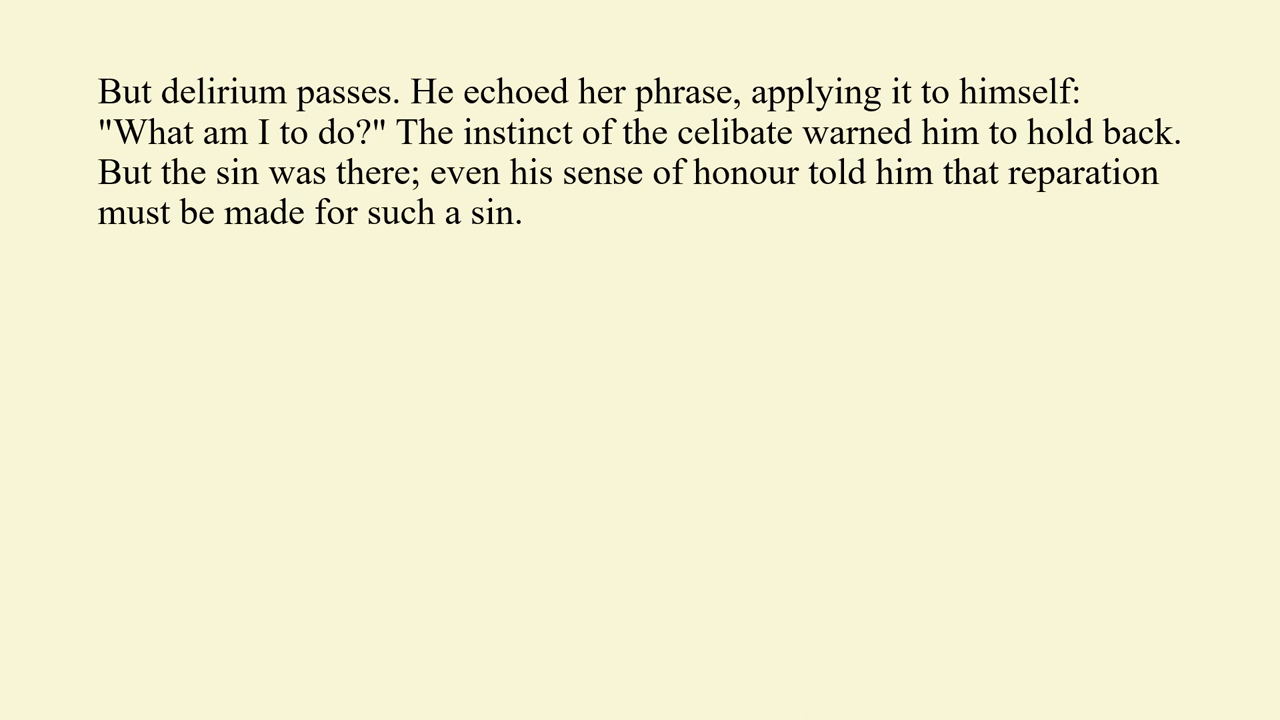 But delirium passes. He echoed her phrase, applying it to himself:
"What am I to do?" The instinct of the celibate warned him to hold back.
But the sin was there; even his sense of honour told him that reparation
must be made for such a sin.